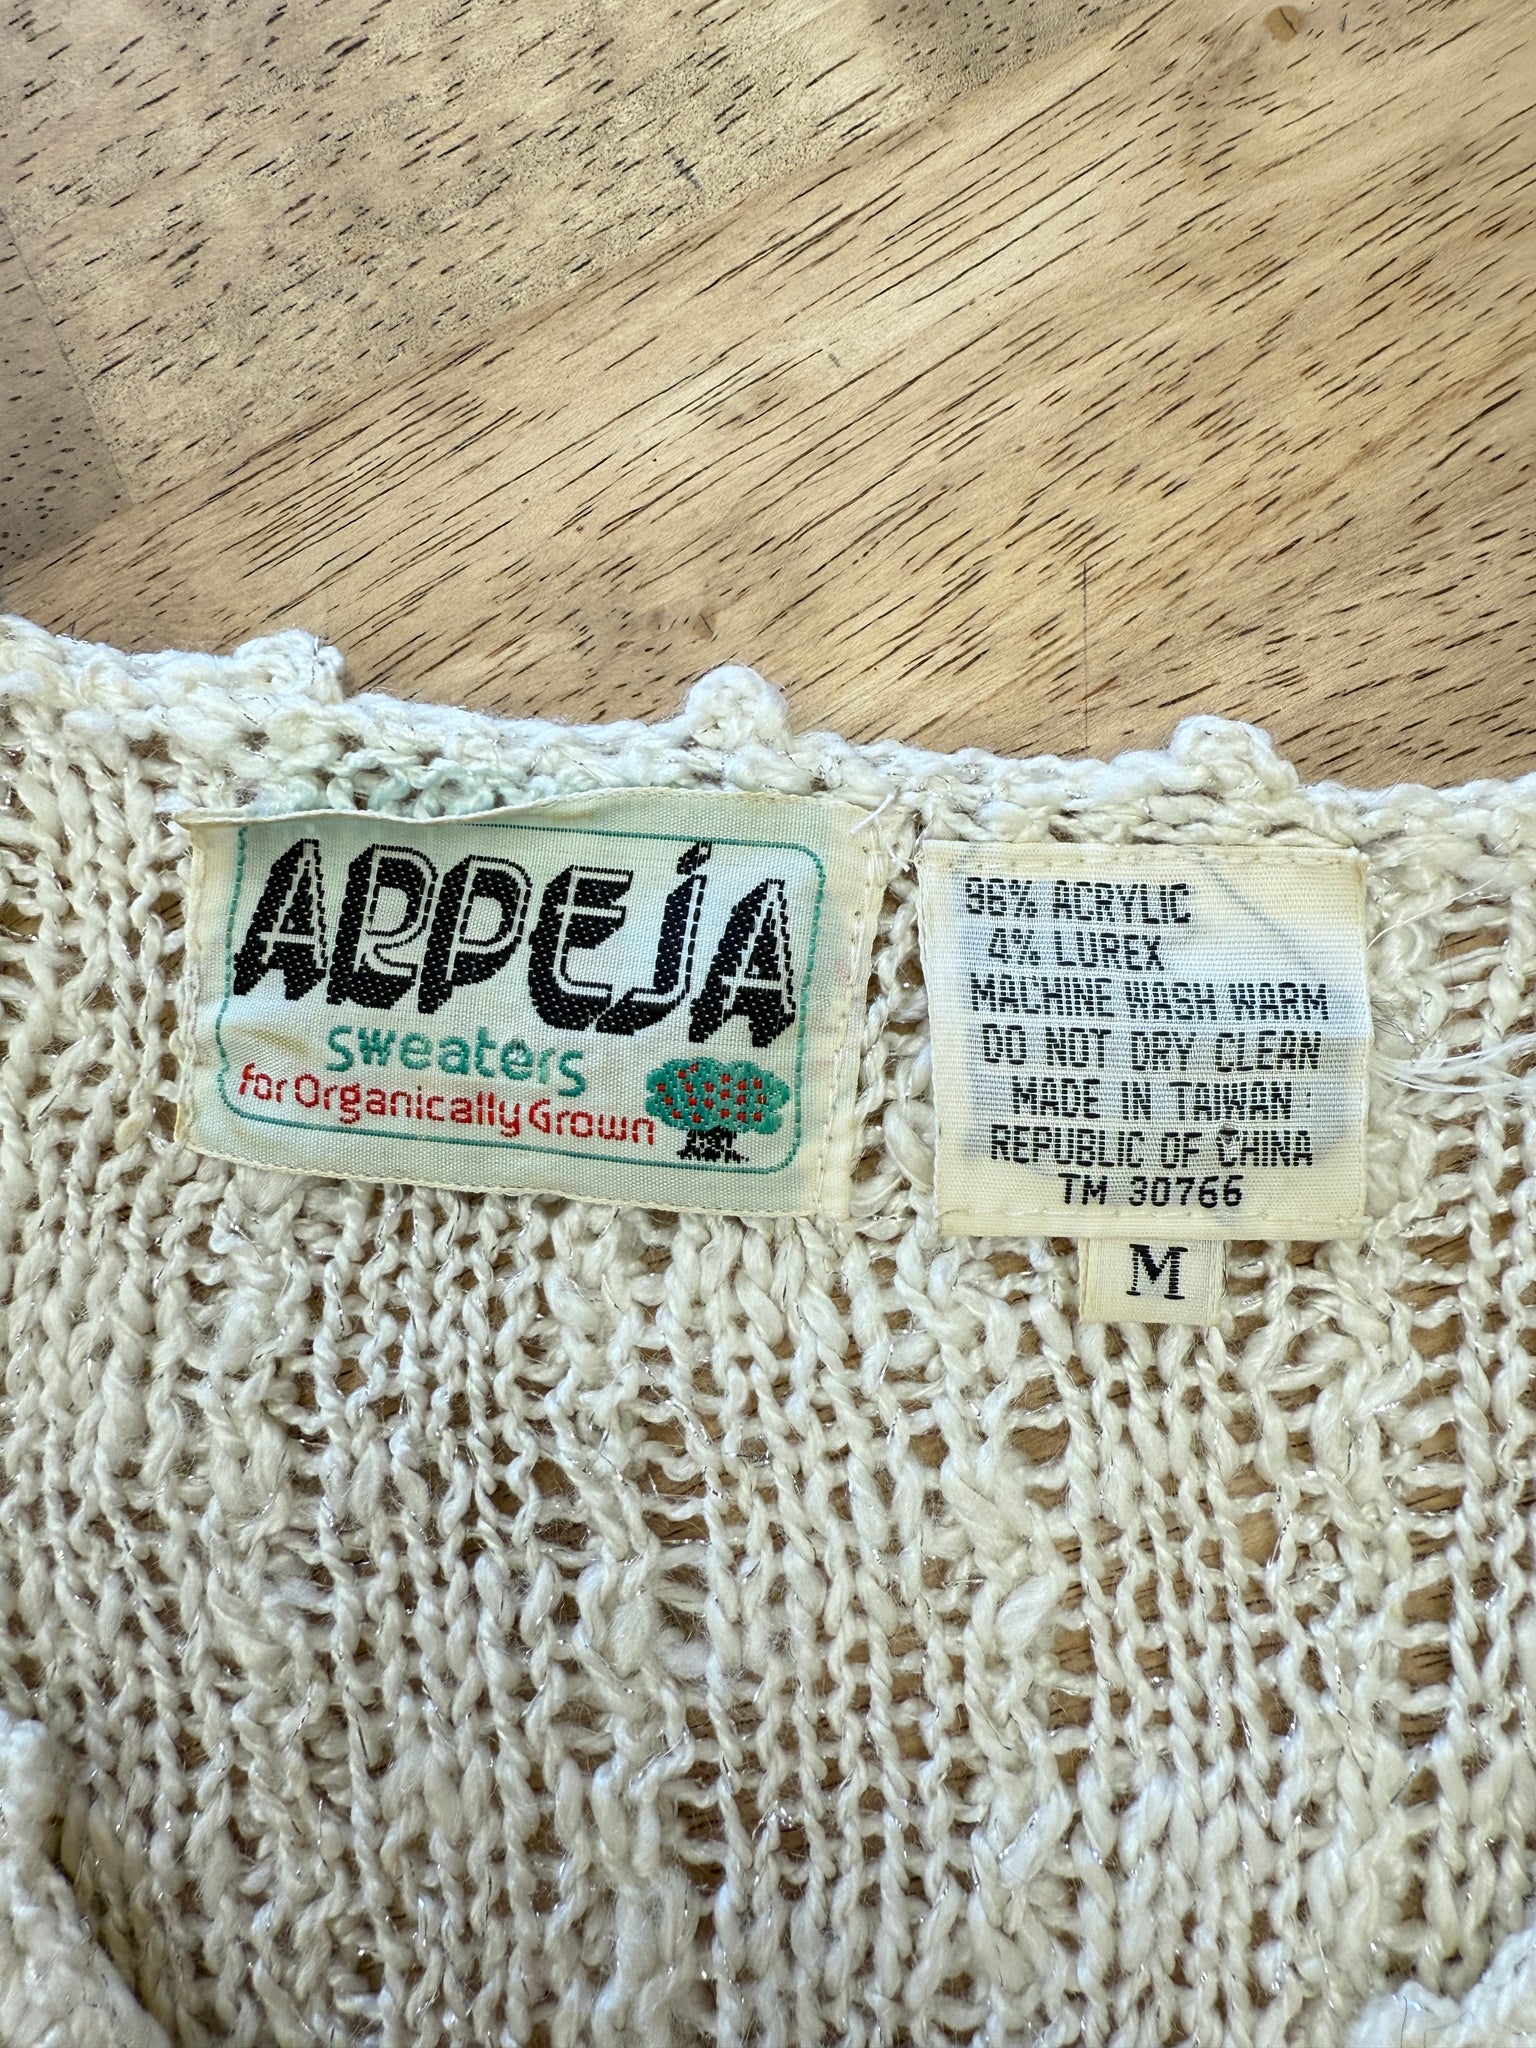 ARPEJA
sweaters
for Organically Grown
96% ACRYLIC
4% LUREX
MACHINE WASH WARM
DO NOT DRY CLEAN
MADE IN TAIWAN
REPUBLIC OF CHINA
TM 30766
M